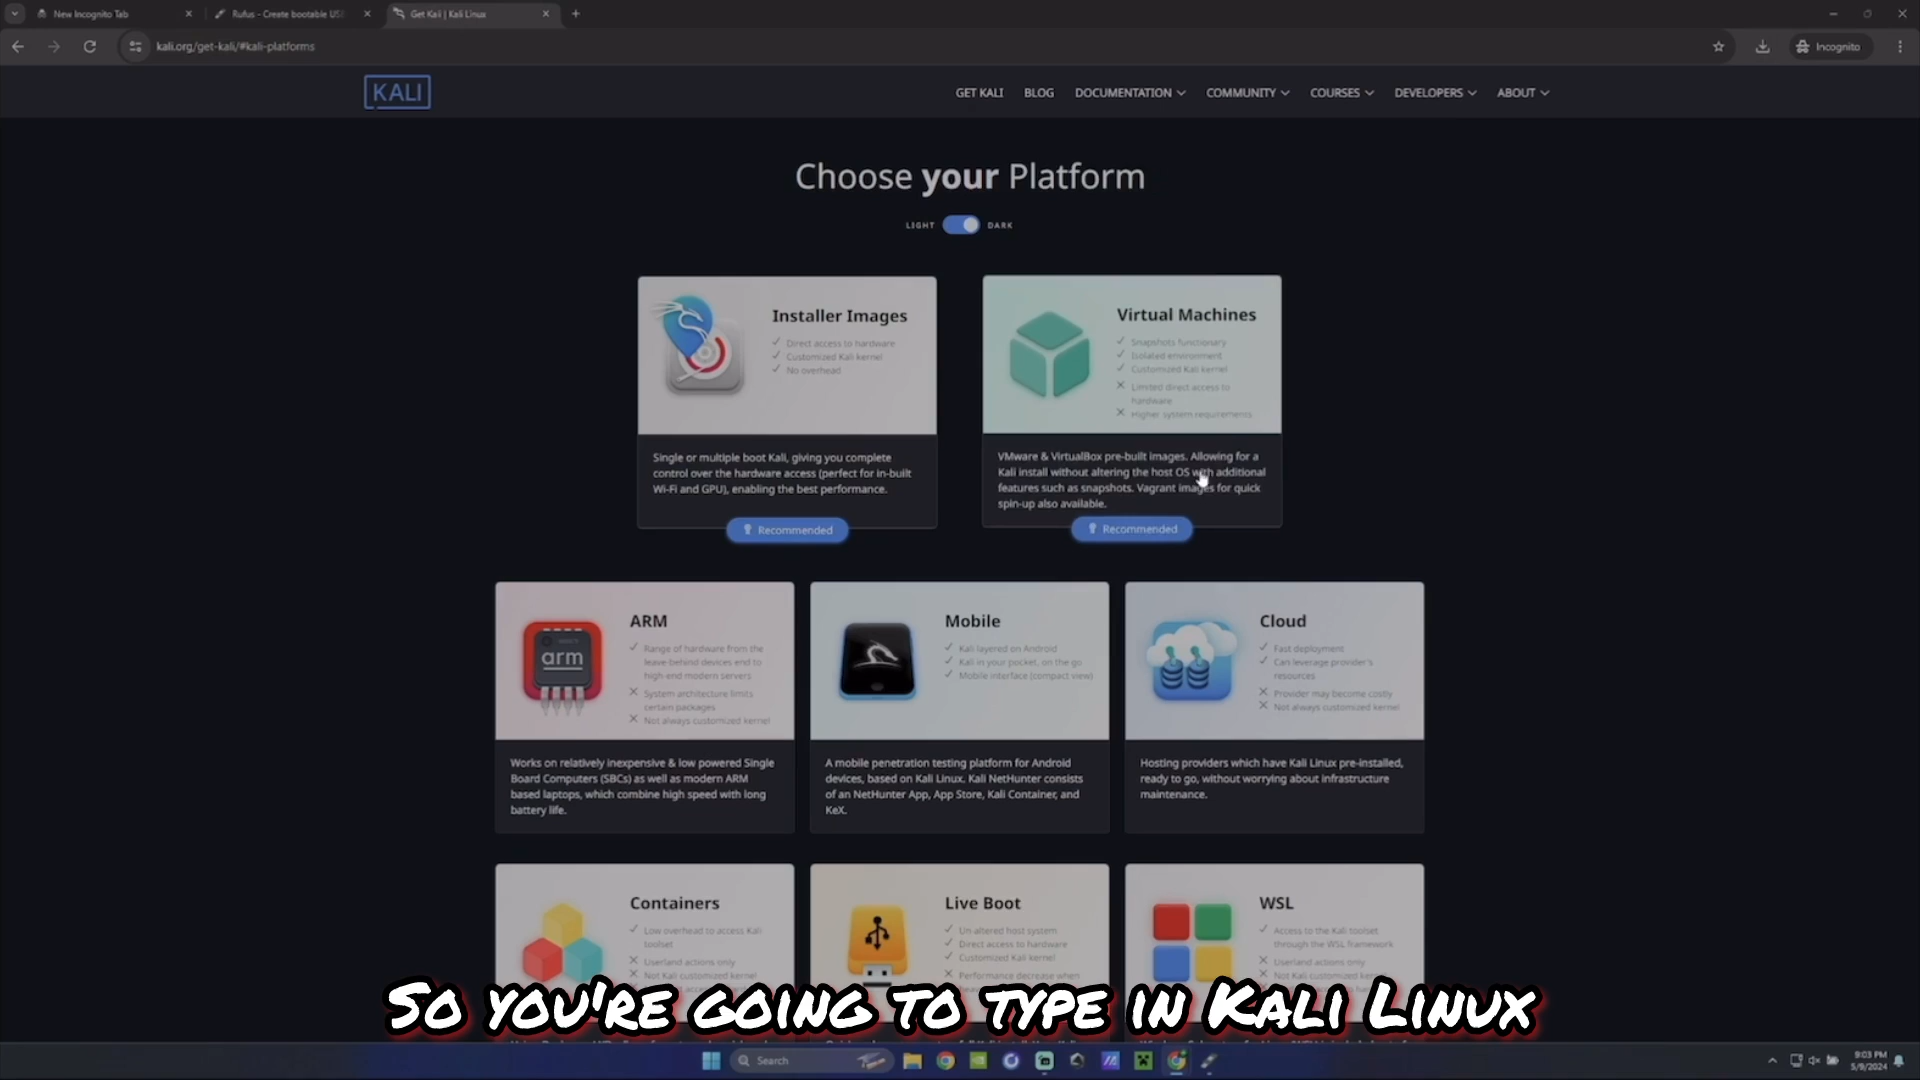 New Incognito Tab
Rufus - Create bootable USB
Get Kali | Kali Linux
kali.org/get-kali/#kali-platforms
Incognito
KALI
GET KALI
BLOG
DOCUMENTATION
COMMUNITY
COURSES
DEVELOPERS
ABOUT
Choose your Platform
LIGHT
DARK
Installer Images
Direct access to hardware
Customized Kali kernel
No overhead
Single or multiple boot Kali, giving you complete
control over the hardware access (perfect for in-built
Wi-Fi and GPU), enabling the best performance.
Recommended
Virtual Machines
Snapshots functionary
Isolated environment
Customized Kali kernel
Limited direct access to
hardware
Higher system requirements
VMware & VirtualBox pre-built images. Allowing for a
Kali install without altering the host OS with additional
features such as snapshots. Vagrant images for quick
spin-up also available.
Recommended
arm
ARM
Range of hardware from the
leave-behind devices end to
high-end modern servers
System architecture limits
certain packages
Not always customized kernel
Works on relatively inexpensive & low powered Single
Board Computers (SBCs) as well as modern ARM
based laptops, which combine high speed with long
battery life.
Mobile
Kali layered on Android
Kali in your pocket, on the go
Mobile interface (compact view)
A mobile penetration testing platform for Android
devices, based on Kali Linux. Kali NetHunter consists
of an NetHunter App, App Store, Kali Container, and
KeX.
Cloud
Fast deployment
Can leverage provider's
resources
Provider may become costly
Not always customized kernel
Hosting providers which have Kali Linux pre-installed,
ready to go, without worrying about infrastructure
maintenance.
Containers
Low overhead to access Kali
toolset
Userland actions only
Not Kali customized kernel
Live Boot
Un-altered host system
Direct access to hardware
Customized Kali kernel
Performance decrease when
WSL
Access to the Kali toolset
through the WSL framework
Userland actions only
Not Kali customized
So you're going to type in Kali Linux
Search
9:03 PM
5/9/2024